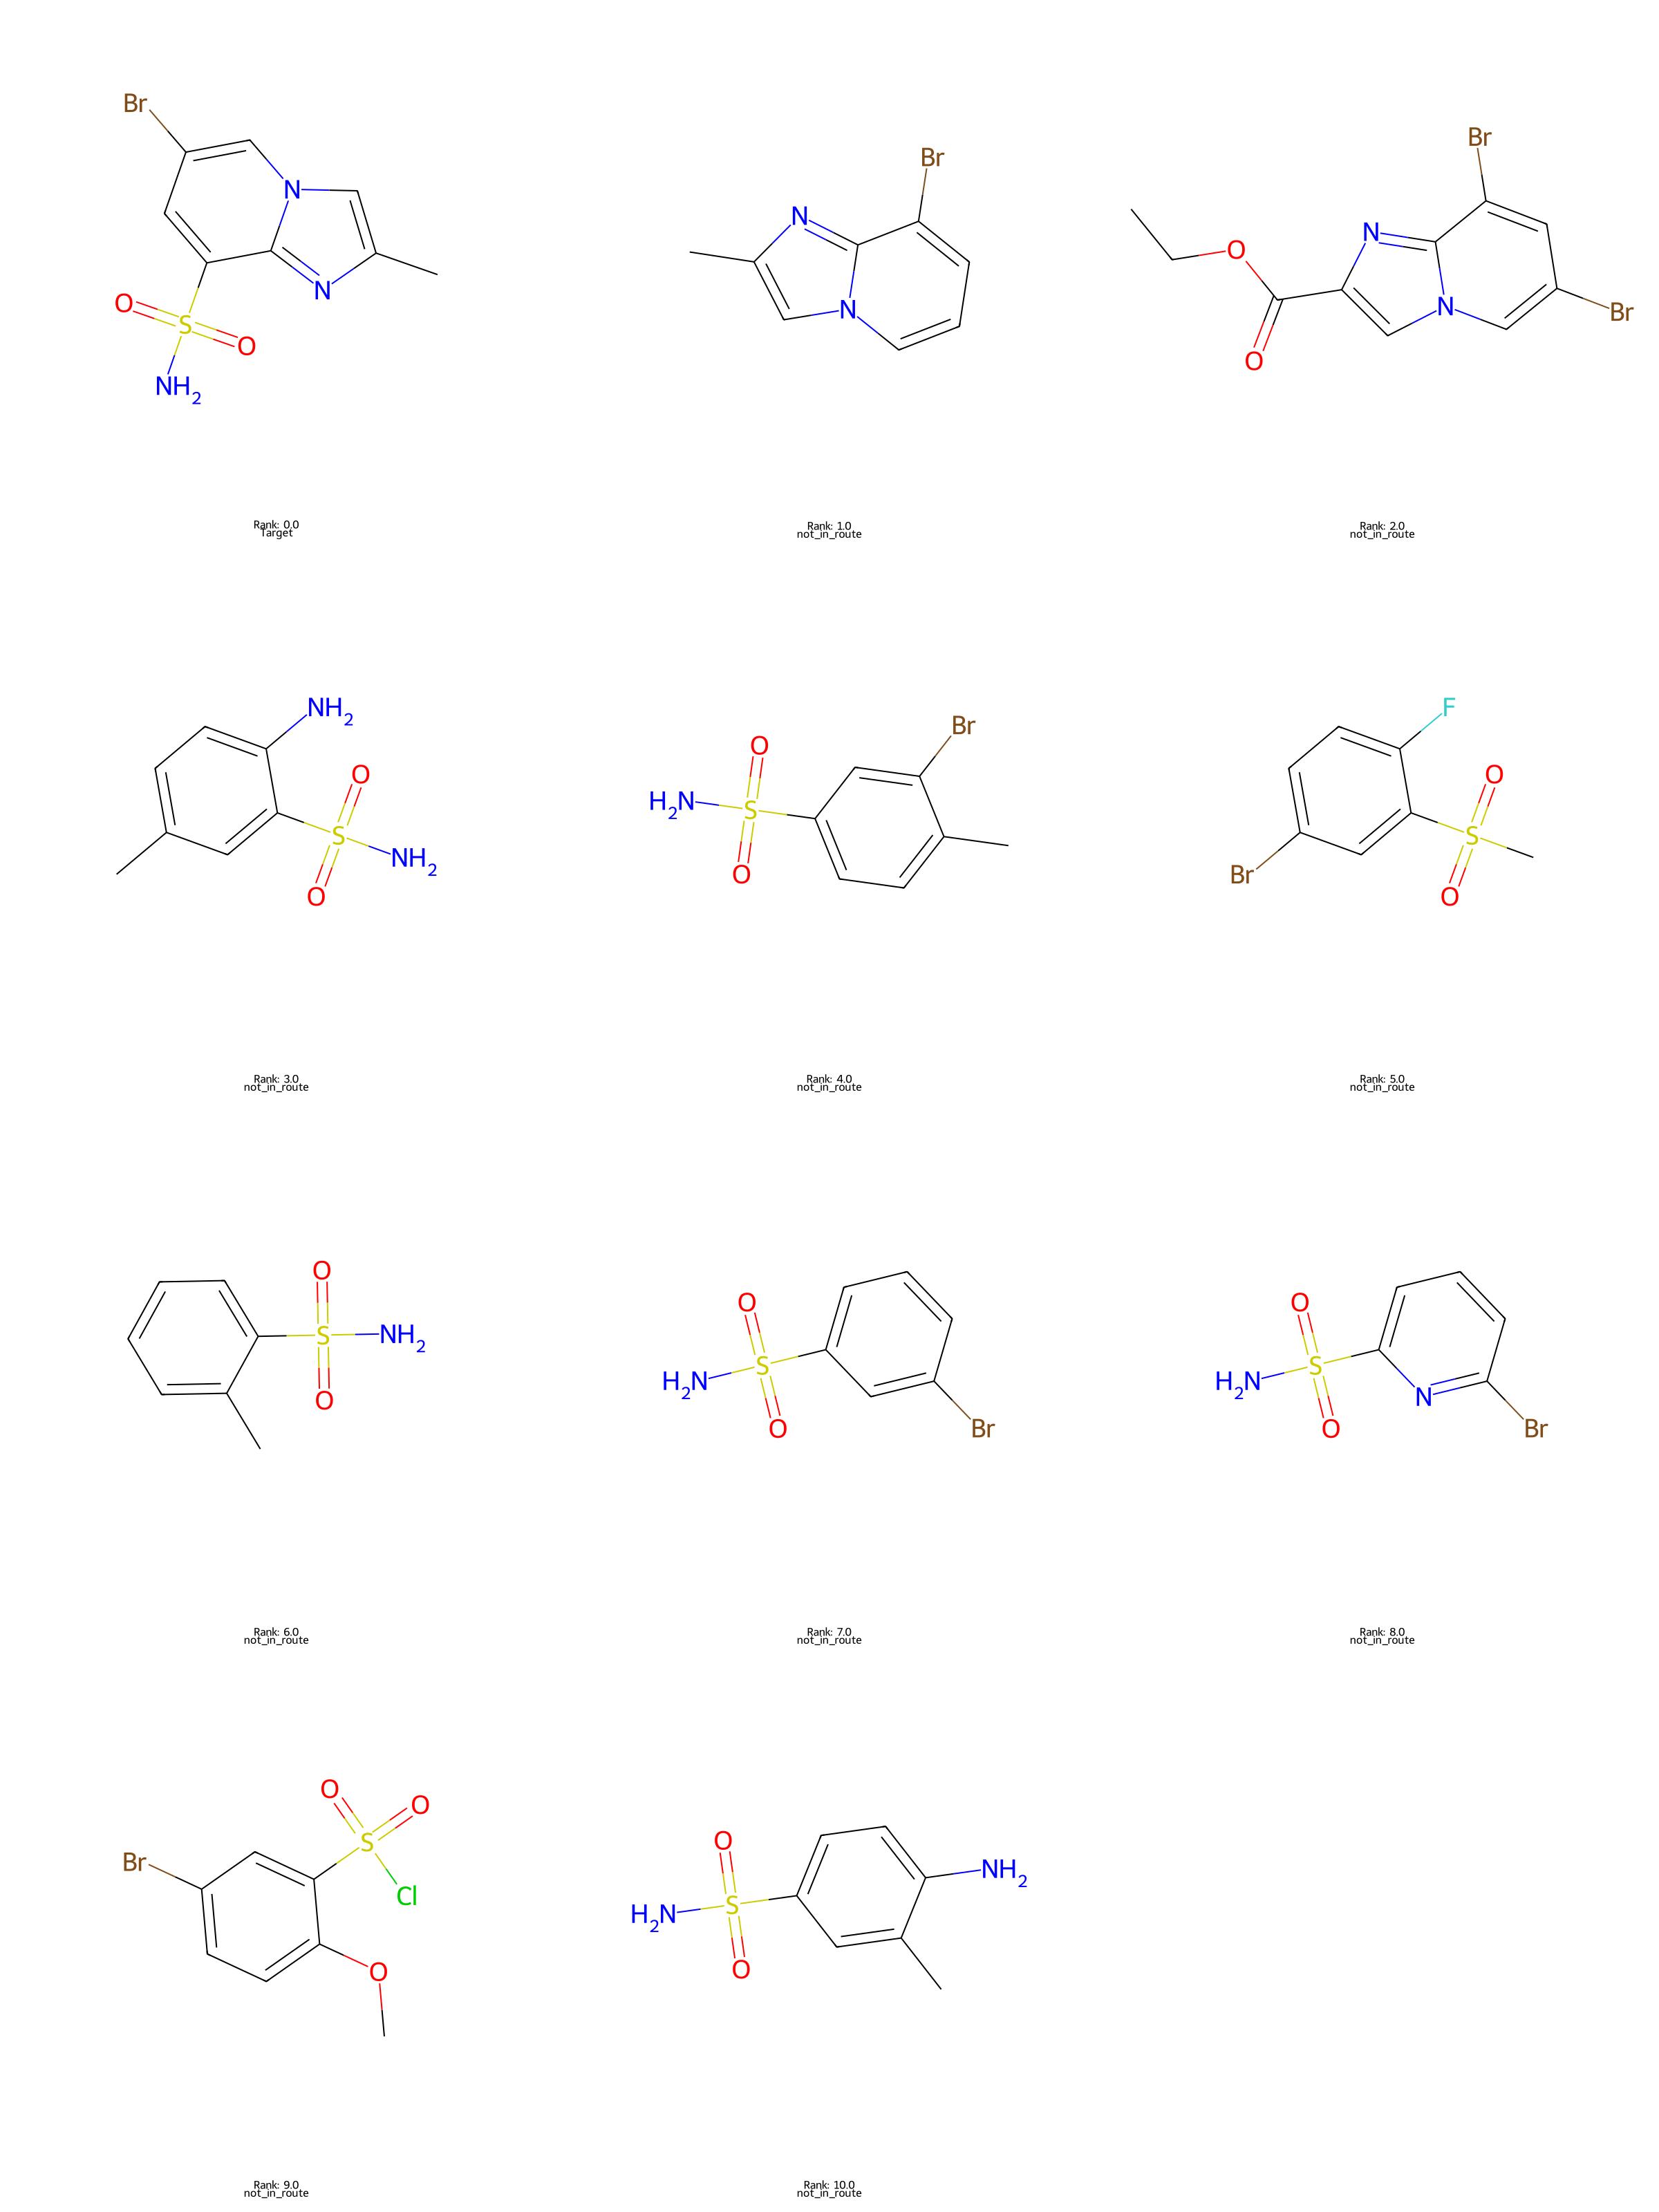 Br
N
N
O
S
O
NH2
Rank: 0.0
Target
Br
N
N
Rank: 1.0
not_in_route
Br
N
O
N
Br
O
Rank: 2.0
not_in_route
NH2
O
S
NH2
O
Rank: 3.0
not_in_route
Br
O
H2N
S
O
Rank: 4.0
not_in_route
F
O
S
Br
O
Rank: 5.0
not_in_route
O
S
NH2
O
Rank: 6.0
not_in_route
O
S
H2N
O
Br
Rank: 7.0
not_in_route
O
S
H2N
N
O
Br
Rank: 8.0
not_in_route
O
O
S
Br
Cl
O
Rank: 9.0
not_in_route
O
NH2
S
H2N
O
Rank: 10.0
not_in_route